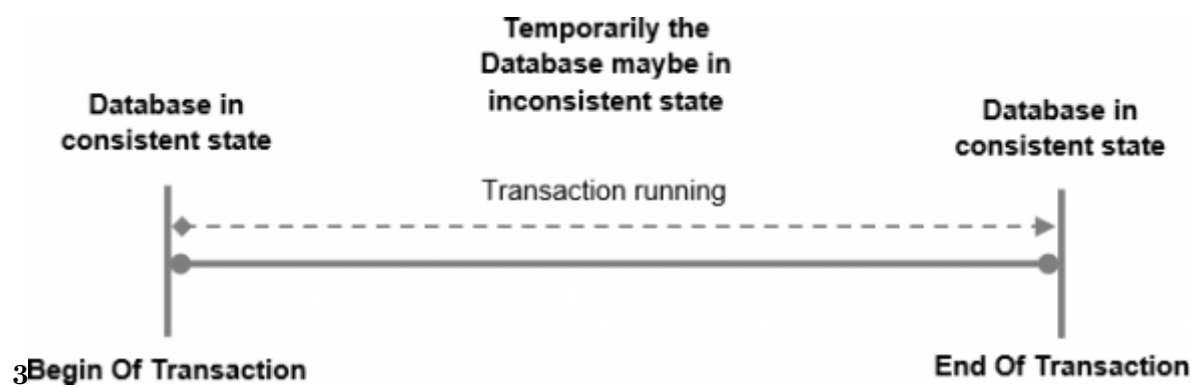 Temporarily the
Database maybe in
inconsistent state
Database in
consistent state
Database in
consistent state
Transaction running
3Begin Of Transaction
End Of Transaction